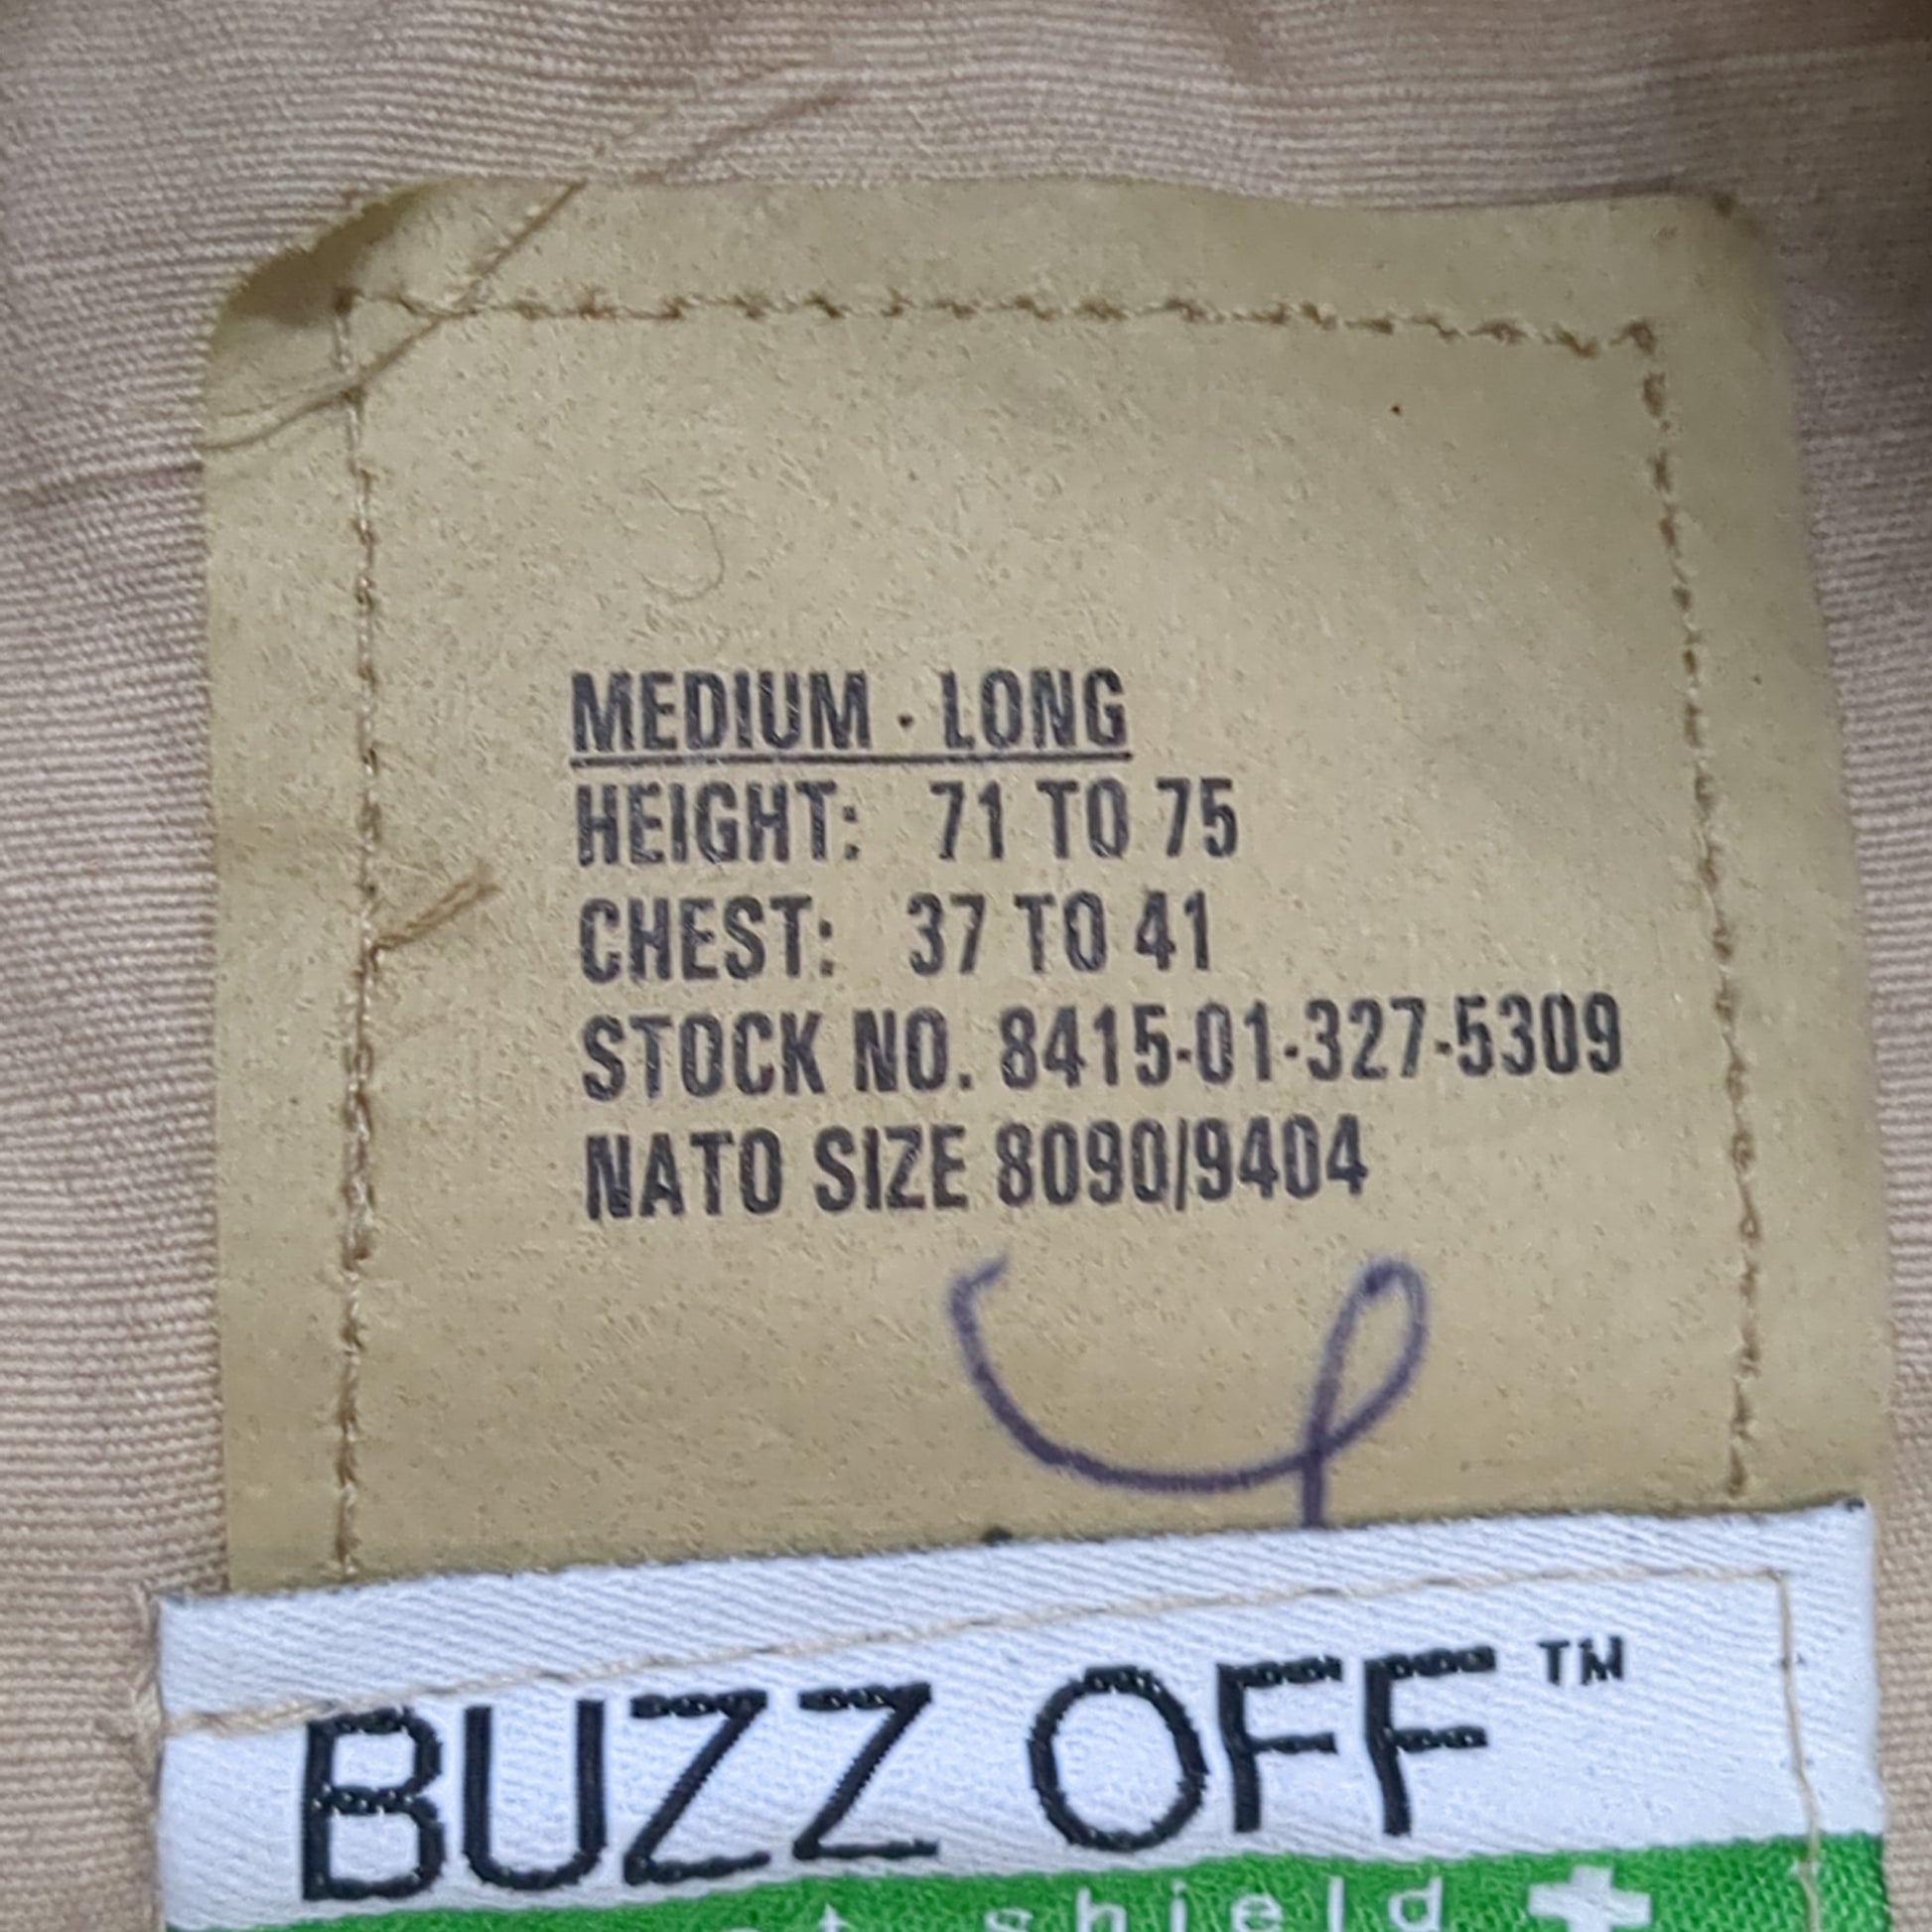 MEDIUM · LONG
HEIGHT: 71 TO 75
CHEST: 37 TO 41
STOCK NO. 8415-01-327-5309
NATO SIZE 8090/9404
BUZZ OFF™
shield